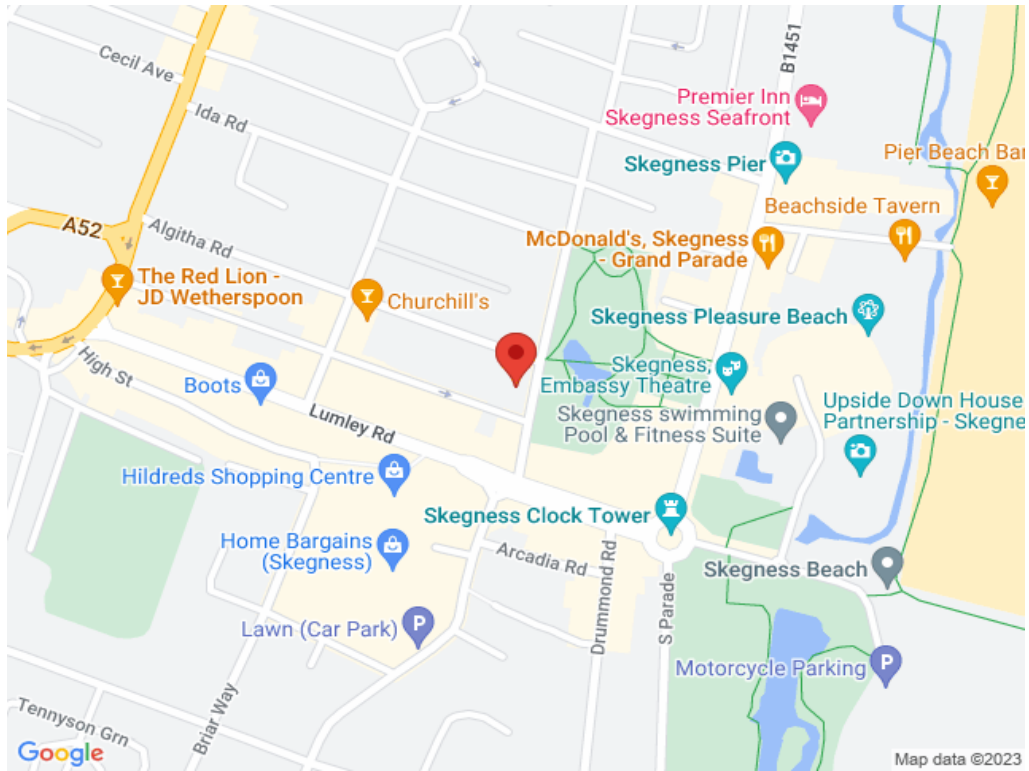 Cecil Ave
Ida Rd
B1451
Premier Inn
Skegness Seafront
Skegness Pier
Pier Beach Bar
A52
Algitha Rd
Beachside Tavern
McDonald's, Skegness
- Grand Parade
The Red Lion -
JD Wetherspoon
Churchill's
Skegness Pleasure Beach
High St
Boots
Skegness,
Embassy Theatre
Lumley Rd
Skegness swimming
Pool & Fitness Suite
Upside Down House
Partnership - Skegne
Hildreds Shopping Centre
Skegness Clock Tower
Home Bargains
(Skegness)
Arcadia Rd
Drummond Rd
S Parade
Skegness Beach
Lawn (Car Park)
P
Motorcycle Parking
P
Tennyson Grn
Briar Way
Google
Map data ©2023